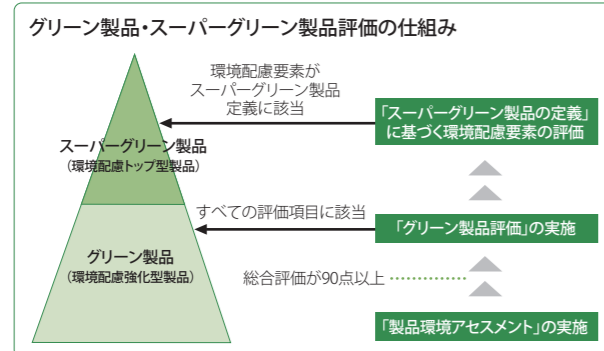 グリーン製品・スーパーグリーン製品評価の仕組み
環境配慮要素が
スーパーグリーン製品
定義に該当
「スーパーグリーン製品の定義」
に基づく環境配慮要素の評価
スーパーグリーン製品
（環境配慮トップ型製品）
すべての評価項目に該当
「グリーン製品評価」の実施
グリーン製品
（環境配慮強化型製品）
総合評価が90点以上
「製品環境アセスメント」の実施